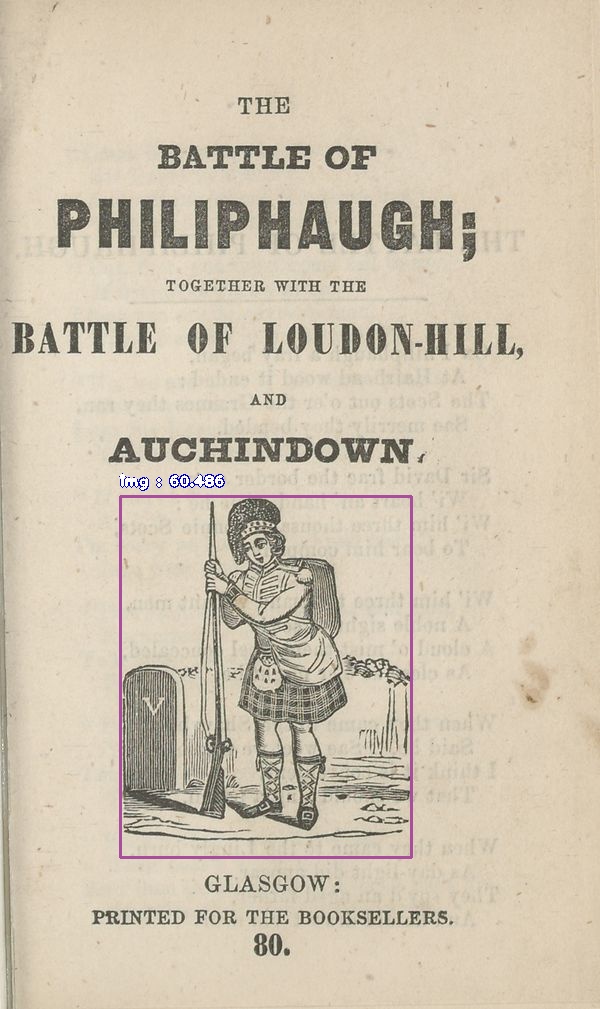 THE
BATTLE OF
PHILIPHAUGH;
TOGETHER WITH THE
BATTLE OF LOUDON-HILL,
AND
AUCHINDOWN,
img : 60.486
V
GLASGOW:
PRINTED FOR THE BOOKSELLERS.
80.